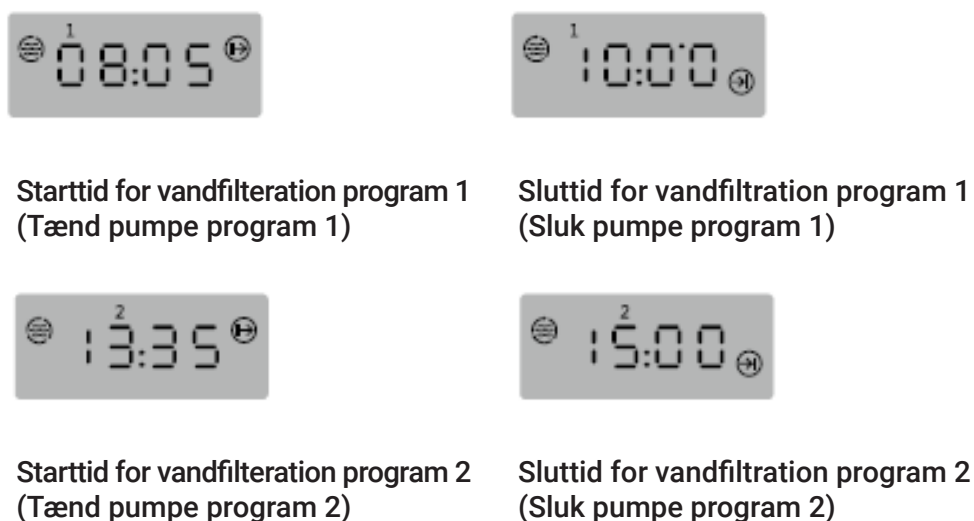 1
08:05
1
10:00
Starttid for vandfilteration program 1
(Tænd pumpe program 1)
Sluttid for vandfiltration program 1
(Sluk pumpe program 1)
2
13:35
2
15:00
Starttid for vandfilteration program 2
(Tænd pumpe program 2)
Sluttid for vandfiltration program 2
(Sluk pumpe program 2)